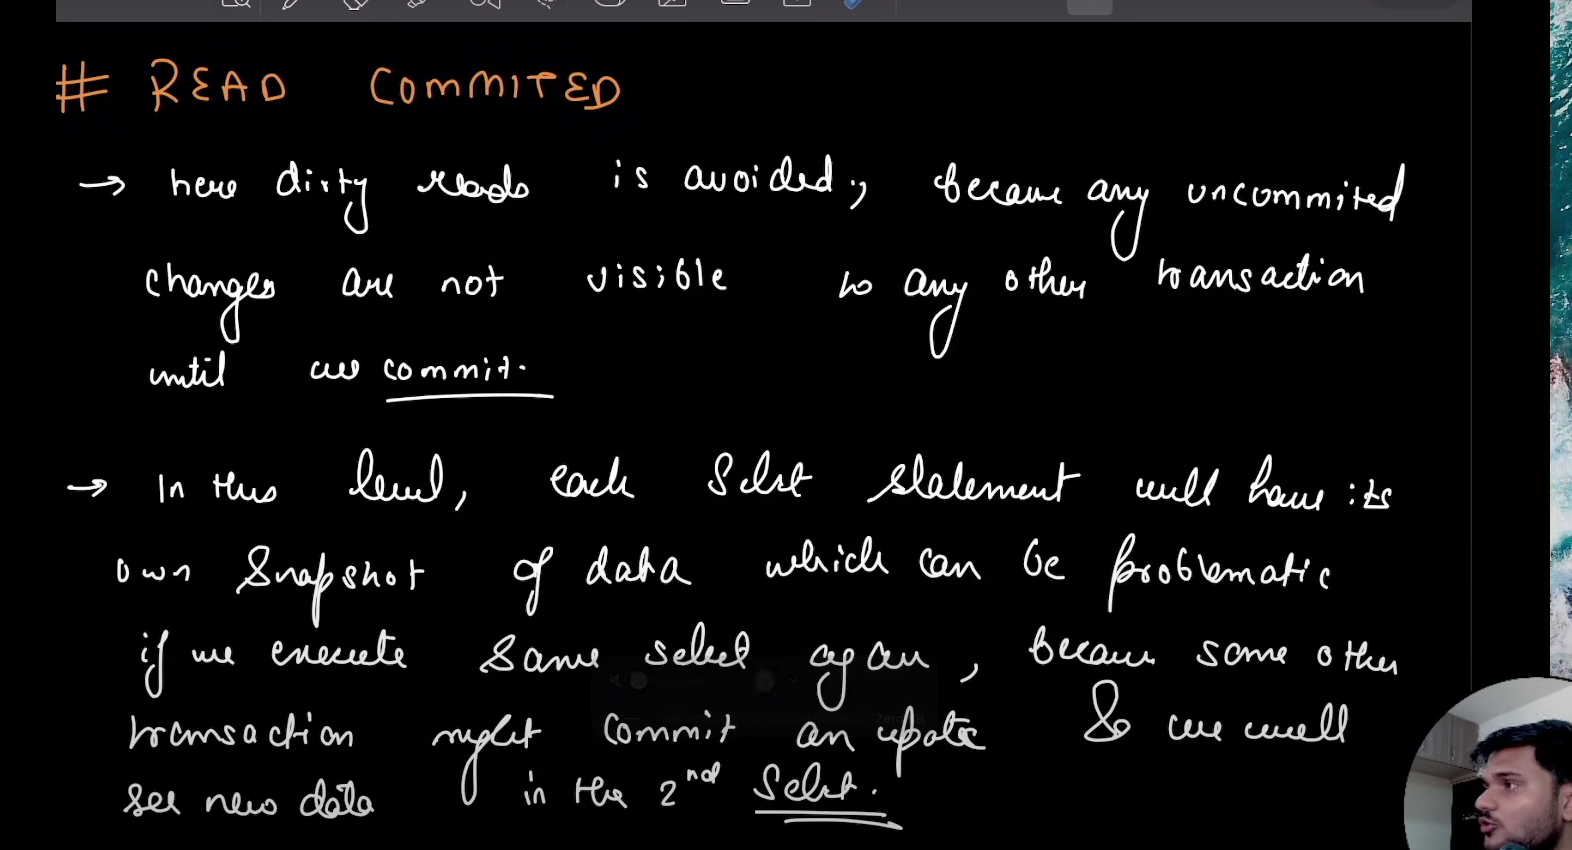 # READ COMMITED
→ here dirty reads is avoided, because any uncommited
changes are not visible to any other transaction
until we commit.
→ In this level, each Select statement will have its
own Snapshot of data which can be problematic
if we execute same select again, because some other
transaction might commit an update & we will
see new data in the 2nd Select.